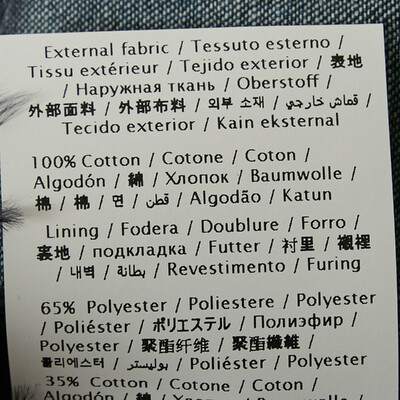 External fabric / Tessuto esterno /
Tissu extérieur / Tejido exterior / 表地
/ Наружная ткань / Oberstoff /
外部面料 / 外部布料 / 외부 소재 / قماش خارجي /
Tecido exterior / Kain eksternal
100% Cotton / Cotone / Coton /
Algodón / 綿 / Хлопок / Baumwolle /
棉 / 棉 / 면 / قطن / Algodão / Katun
Lining / Fodera / Doublure / Forro /
裏地 / подкладка / Futter / 衬里 / 襯裡
/ 내벽 / بطانة / Revestimento / Furing
65% Polyester / Poliestere / Polyester
/ Poliéster / ポリエステル / Полиэфир /
Polyester / 聚酯纤维 / 聚酯纖維 /
폴리에스터 / بوليستر / Poliéster / Polyester
35% Cotton / Cotone / Coton /
Algodón / 綿 / Хлопок / Baumwolle /